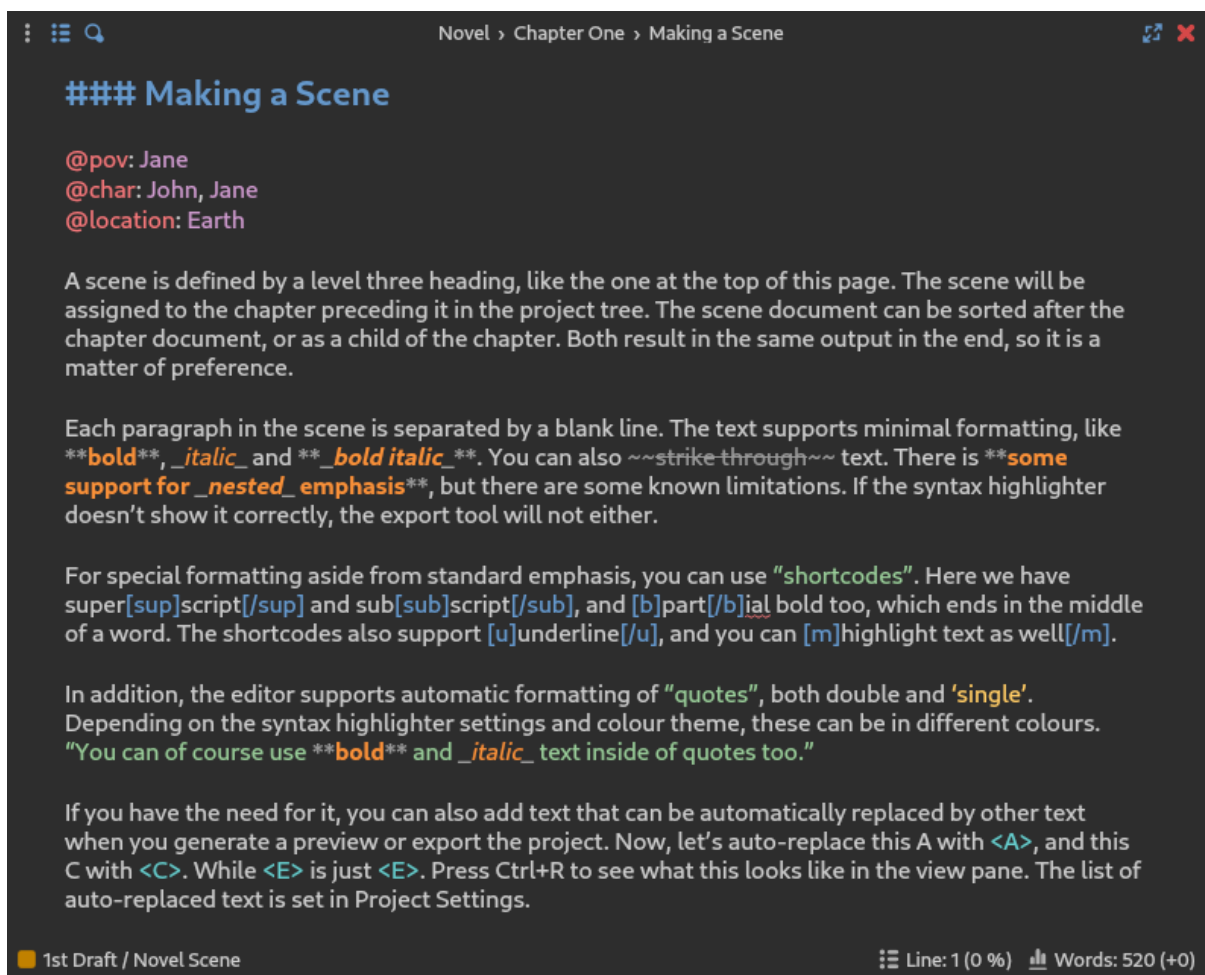 Novel › Chapter One › Making a Scene
### Making a Scene
@pov: Jane
@char: John, Jane
@location: Earth
A scene is defined by a level three heading, like the one at the top of this page. The scene will be
assigned to the chapter preceding it in the project tree. The scene document can be sorted after the
chapter document, or as a child of the chapter. Both result in the same output in the end, so it is a
matter of preference.
Each paragraph in the scene is separated by a blank line. The text supports minimal formatting, like
**bold**, _italic_ and **_bold italic_**. You can also ~~strike through~~ text. There is **some
support for _nested_ emphasis**, but there are some known limitations. If the syntax highlighter
doesn’t show it correctly, the export tool will not either.
For special formatting aside from standard emphasis, you can use “shortcodes”. Here we have
super[sup]script[/sup] and sub[sub]script[/sub], and [b]part[/b]ial bold too, which ends in the middle
of a word. The shortcodes also support [u]underline[/u], and you can [m]highlight text as well[/m].
In addition, the editor supports automatic formatting of “quotes”, both double and ‘single’.
Depending on the syntax highlighter settings and colour theme, these can be in different colours.
“You can of course use **bold** and _italic_ text inside of quotes too.”
If you have the need for it, you can also add text that can be automatically replaced by other text
when you generate a preview or export the project. Now, let’s auto-replace this A with <A>, and this
C with <C>. While <E> is just <E>. Press Ctrl+R to see what this looks like in the view pane. The list of
auto-replaced text is set in Project Settings.
1st Draft / Novel Scene
Line: 1 (0 %) Words: 520 (+0)